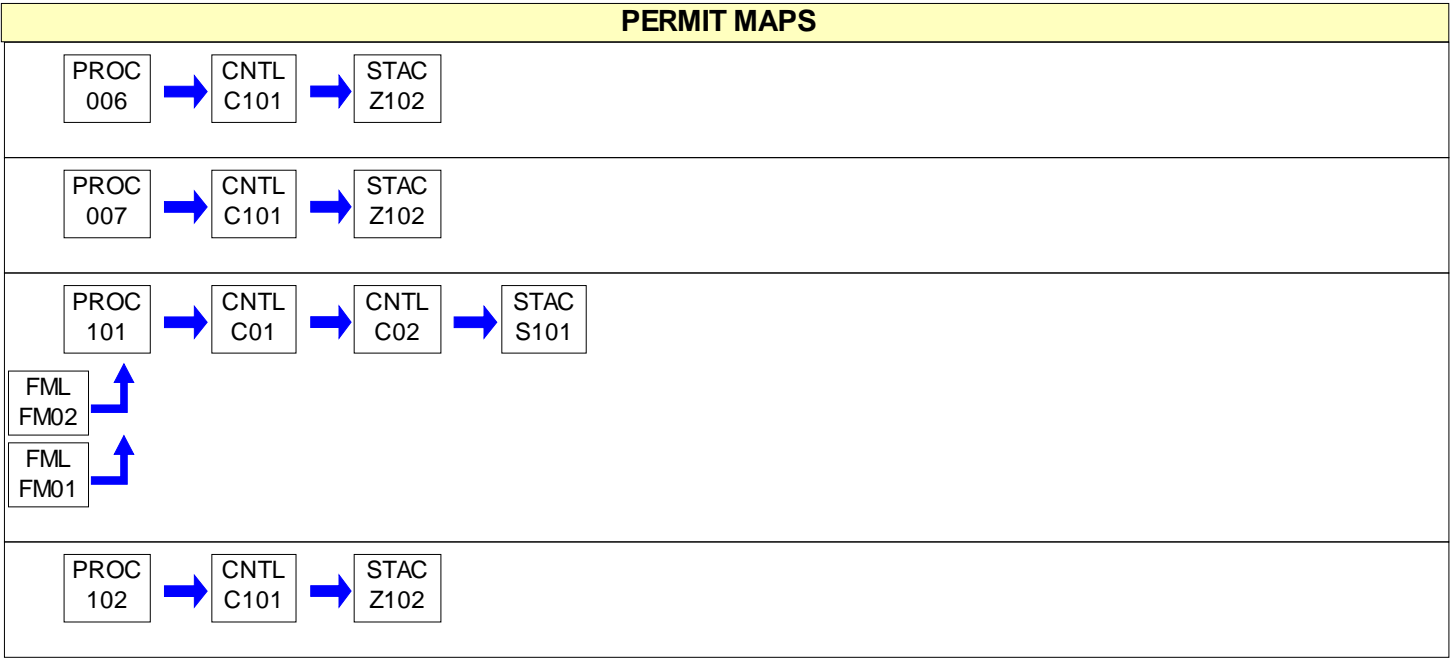 PERMIT MAPS
PROC CNTL STAC
006 C101 Z102
PROC CNTL STAC
007 C101 Z102
PROC CNTL CNTL STAC
101 C01 C02 S101
FML
FM02
FML
FM01
PROC CNTL STAC
102 C101 Z102